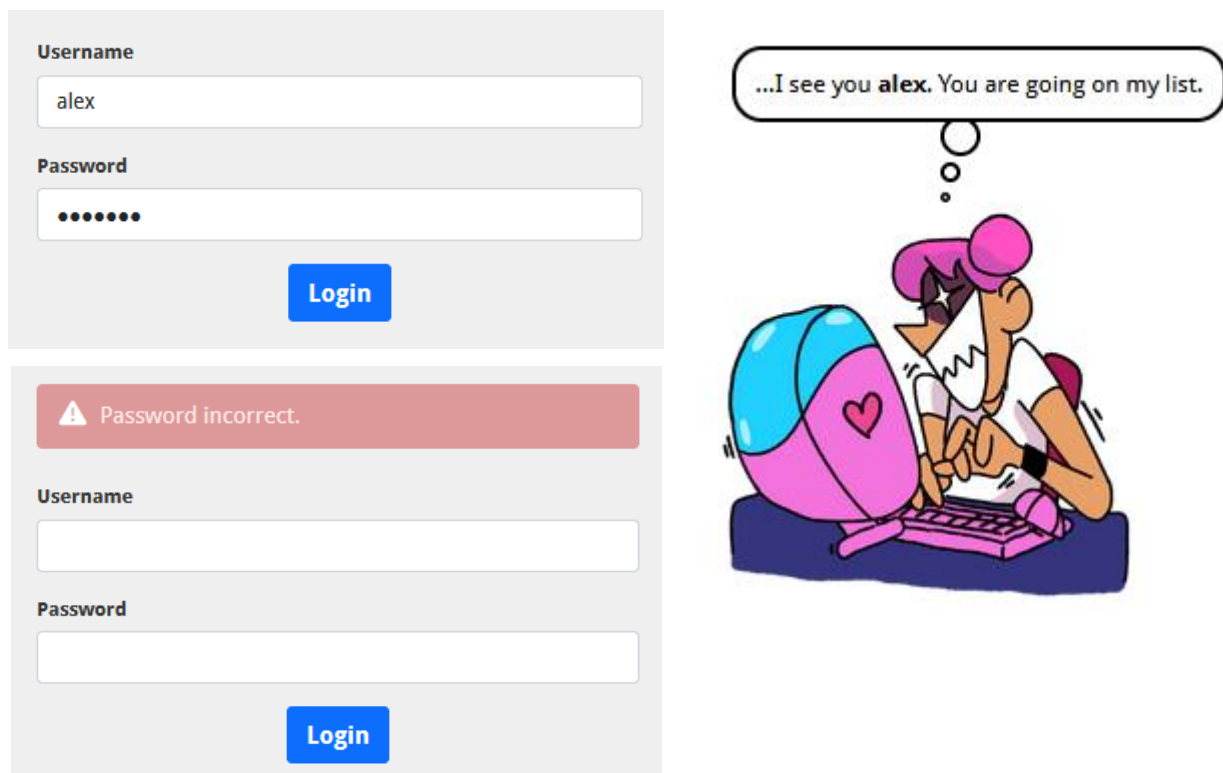 Username
alex
Password
•••••••
Login
Password incorrect.
Username
Password
Login
...I see you alex. You are going on my list.